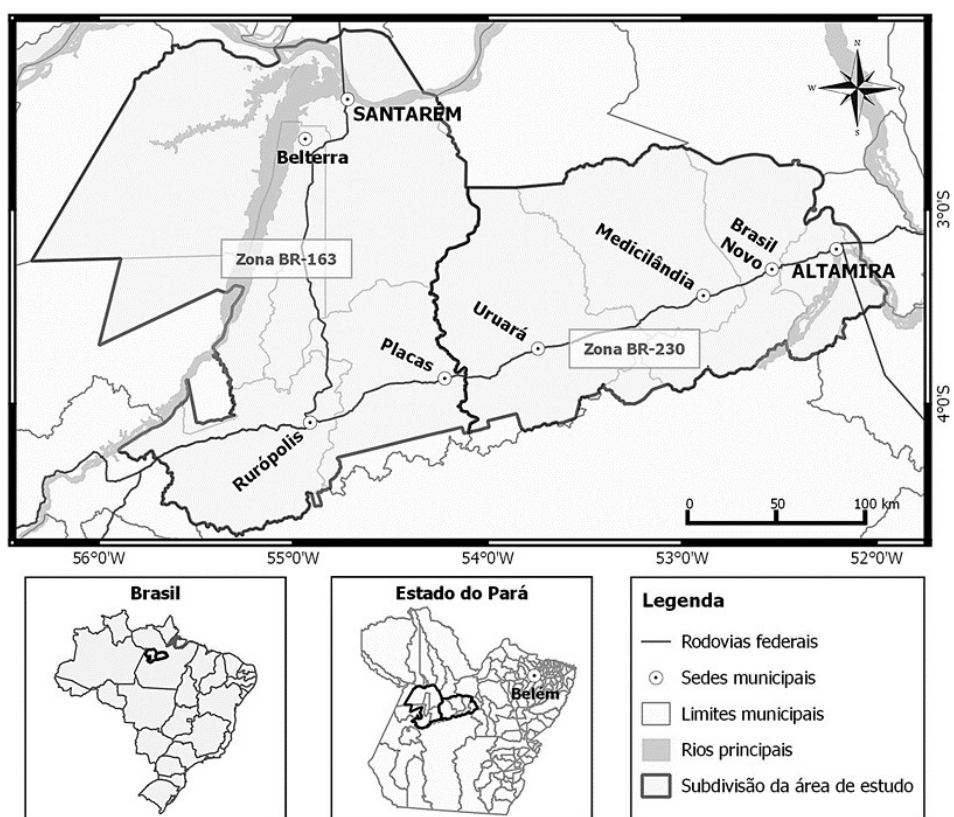 N
W
E
S
SANTARÉM
Belterra
Zona BR-163
Medicilândia
Brasil
Novo
ALTAMIRA
Uruará
Zona BR-230
Placas
Rurópolis
3°0'S
4°0'S
0 50 100 km
56°0'W 55°0'W 54°0'W 53°0'W 52°0'W
Brasil
Estado do Pará
Belém
Legenda
Rodovias federais
Sedes municipais
Limites municipais
Rios principais
Subdivisão da área de estudo